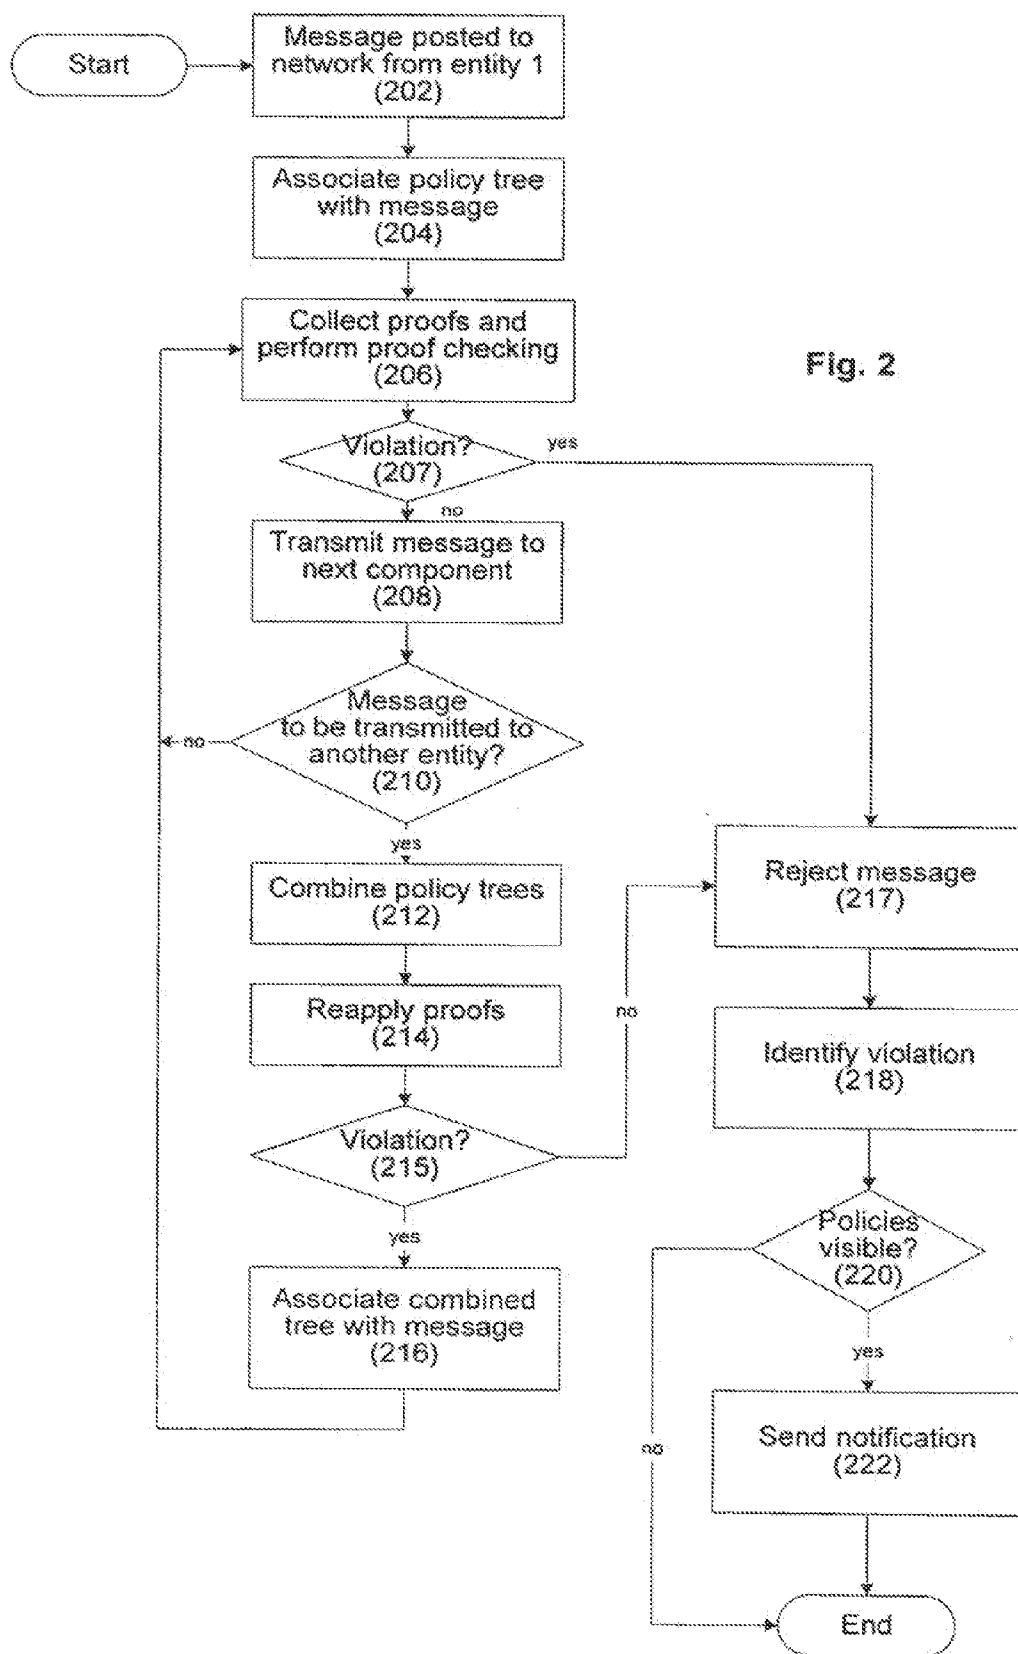 Start
Message posted to
network from entity 1
(202)
Associate policy tree
with message
(204)
Collect proofs and
perform proof checking
(206)
Fig. 2
Violation?
(207)
yes
no
Transmit message to
next component
(208)
Message
to be transmitted to
another entity?
(210)
no
yes
Combine policy trees
(212)
Reapply proofs
(214)
Violation?
(215)
no
yes
Associate combined
tree with message
(216)
Reject message
(217)
Identify violation
(218)
Policies
visible?
(220)
yes
no
Send notification
(222)
End